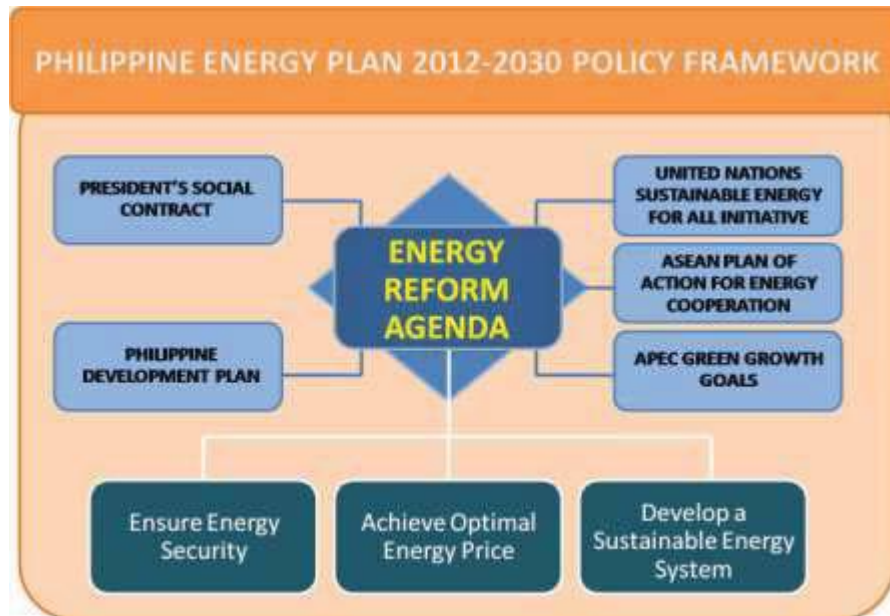 PHILIPPINE ENERGY PLAN 2012-2030 POLICY FRAMEWORK
PRESIDENT'S SOCIAL
CONTRACT
PHILIPPINE
DEVELOPMENT PLAN
ENERGY
REFORM
AGENDA
UNITED NATIONS
SUSTAINABLE ENERGY
FOR ALL INITIATIVE
ASEAN PLAN OF
ACTION FOR ENERGY
COOPERATION
APEC GREEN GROWTH
GOALS
Ensure Energy
Security
Achieve Optimal
Energy Price
Develop a
Sustainable Energy
System